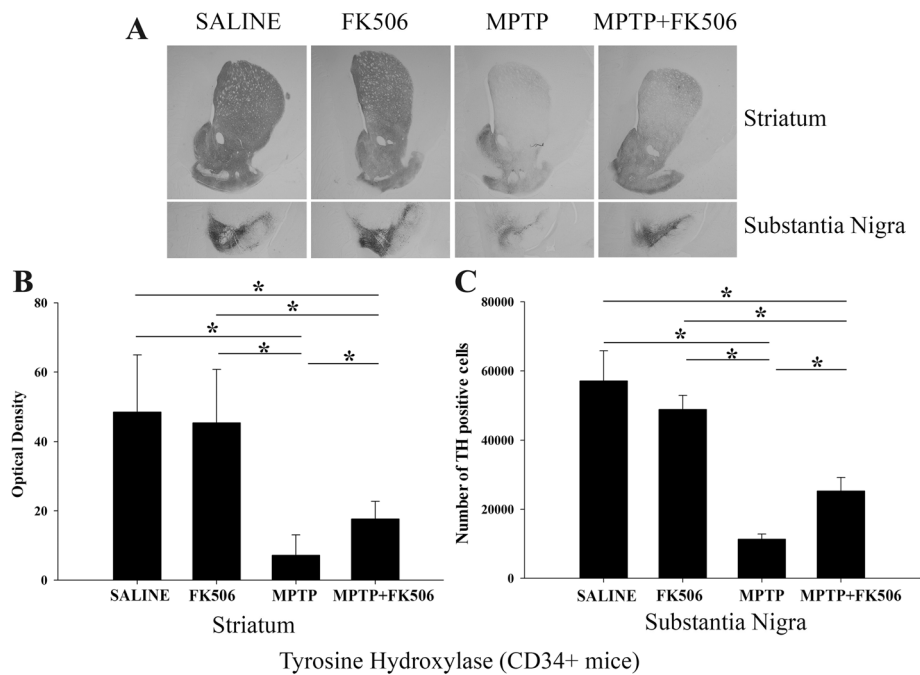 A
SALINE FK506 MPTP MPTP+FK506
Striatum
Substantia Nigra
B
80
60
40
20
0
Optical Density
* * * * *
SALINE FK506 MPTP MPTP+FK506
Striatum
C
80000
60000
40000
20000
0
Number of TH positive cells
* * * * *
SALINE FK506 MPTP MPTP+FK506
Substantia Nigra
Tyrosine Hydroxylase (CD34+ mice)